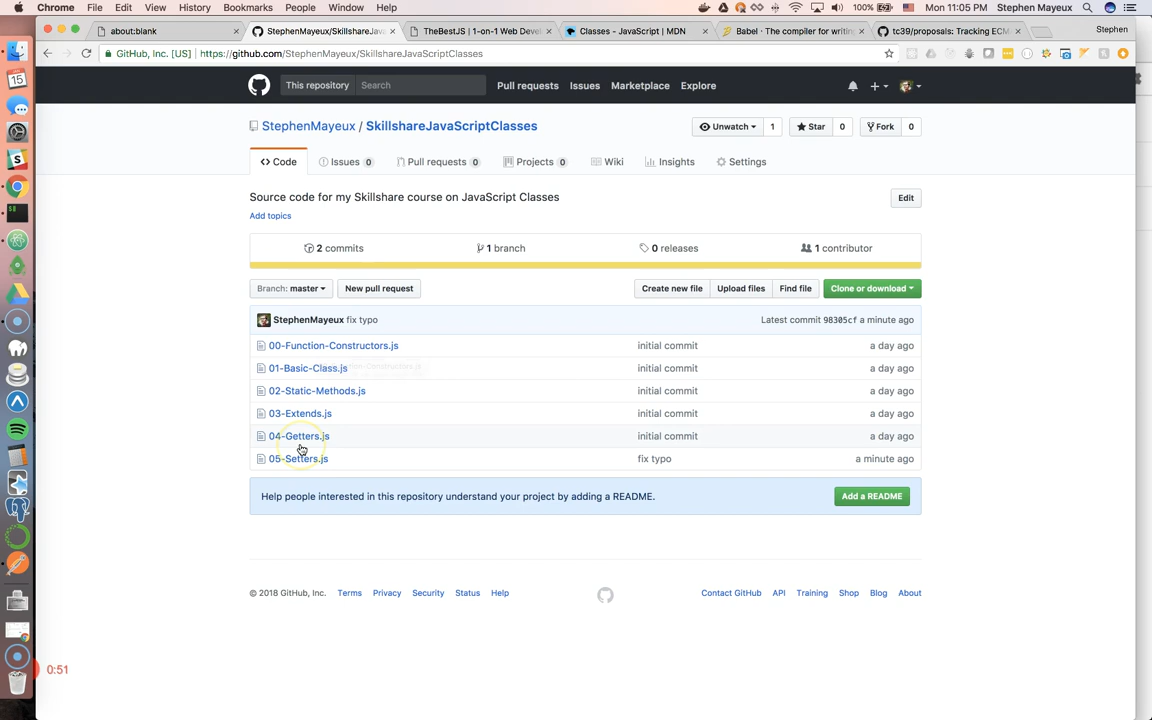 Chrome File Edit View History Bookmarks People Window Help 100% Mon 11:05 PM Stephen Mayeux
about:blank StephenMayeux/SkillshareJava TheBestJS | 1-on-1 Web Deve Classes - JavaScript | MDN Babel · The compiler for writin tc39/proposals: Tracking ECM Stephen
GitHub, Inc. [US] https://github.com/StephenMayeux/SkillshareJavaScriptClasses
This repository Search Pull requests Issues Marketplace Explore
StephenMayeux / SkillshareJavaScriptClasses Unwatch 1 Star 0 Fork 0
Code Issues 0 Pull requests 0 Projects 0 Wiki Insights Settings
Source code for my Skillshare course on JavaScript Classes Edit
Add topics
2 commits 1 branch 0 releases 1 contributor
Branch: master New pull request Create new file Upload files Find file Clone or download
StephenMayeux fix typo Latest commit 98305cf a minute ago
00-Function-Constructors.js initial commit a day ago
01-Basic-Class.js initial commit a day ago
02-Static-Methods.js initial commit a day ago
03-Extends.js initial commit a day ago
04-Getters.js initial commit a day ago
05-Setters.js fix typo a minute ago
Help people interested in this repository understand your project by adding a README. Add a README
© 2018 GitHub, Inc. Terms Privacy Security Status Help Contact GitHub API Training Shop Blog About
0:51
15